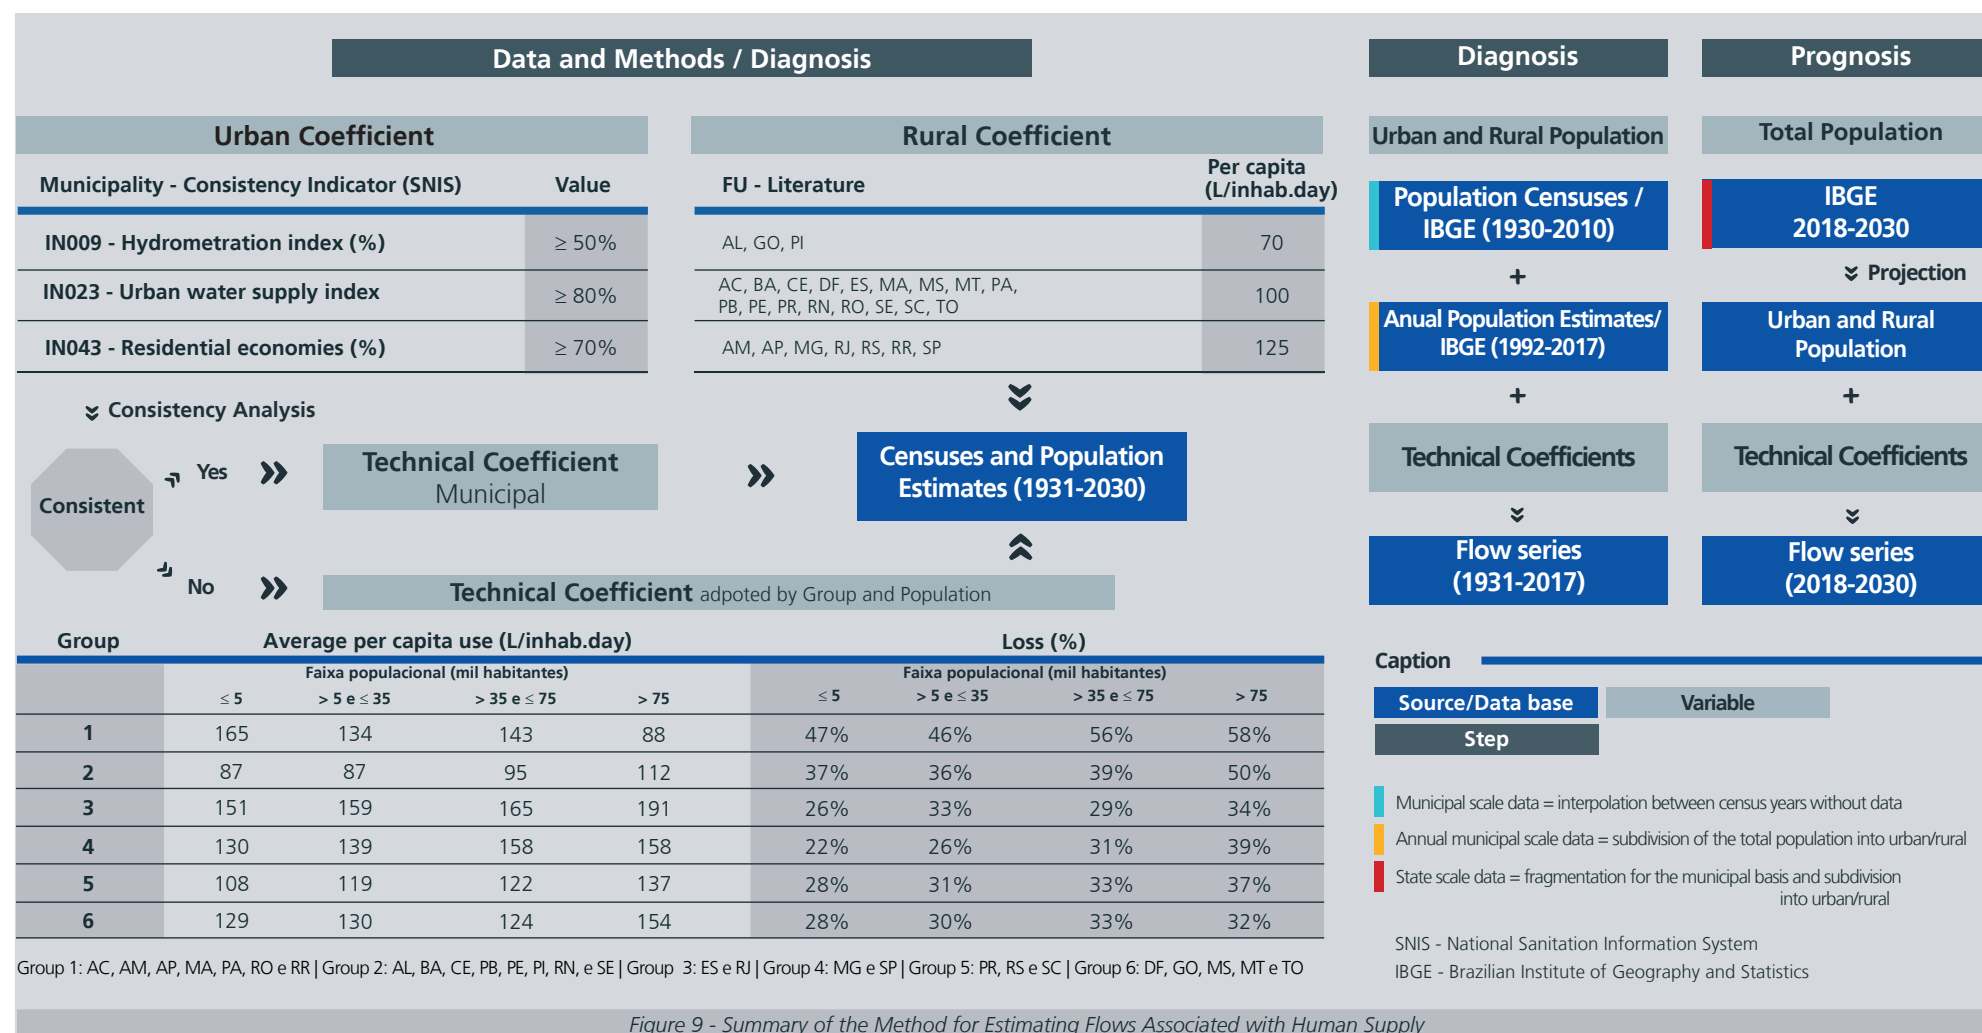 Data and Methods / Diagnosis
Urban Coefficient
Municipality - Consistency Indicator (SNIS) Value
IN009 - Hydrometration index (%) ≥ 50%
IN023 - Urban water supply index ≥ 80%
IN043 - Residential economies (%) ≥ 70%
Rural Coefficient
FU - Literature Per capita
(L/inhab.day)
AL, GO, PI 70
AC, BA, CE, DF, ES, MA, MS, MT, PA,
PB, PE, PR, RN, RO, SE, SC, TO 100
AM, AP, MG, RJ, RS, RR, SP 125
Consistency Analysis
Consistent
Yes
Technical Coefficient
Municipal
Censuses and Population
Estimates (1931-2030)
No
Technical Coefficient adpoted by Group and Population
Group Average per capita use (L/inhab.day) Loss (%)
Faixa populacional (mil habitantes) Faixa populacional (mil habitantes)
≤ 5 > 5 e ≤ 35 > 35 e ≤ 75 > 75 ≤ 5 > 5 e ≤ 35 > 35 e ≤ 75 > 75
1 165 134 143 88 47% 46% 56% 58%
2 87 87 95 112 37% 36% 39% 50%
3 151 159 165 191 26% 33% 29% 34%
4 130 139 158 158 22% 26% 31% 39%
5 108 119 122 137 28% 31% 33% 37%
6 129 130 124 154 28% 30% 33% 32%
Group 1: AC, AM, AP, MA, PA, RO e RR | Group 2: AL, BA, CE, PB, PE, PI, RN, e SE | Group 3: ES e RJ | Group 4: MG e SP | Group 5: PR, RS e SC | Group 6: DF, GO, MS, MT e TO
Diagnosis
Urban and Rural Population
Population Censuses /
IBGE (1930-2010)
+
Anual Population Estimates/
IBGE (1992-2017)
+
Technical Coefficients
Flow series
(1931-2017)
Prognosis
Total Population
IBGE
2018-2030
Projection
Urban and Rural
Population
+
Technical Coefficients
Flow series
(2018-2030)
Caption
Source/Data base Variable
Step
Municipal scale data = interpolation between census years without data
Annual municipal scale data = subdivision of the total population into urban/rural
State scale data = fragmentation for the municipal basis and subdivision
into urban/rural
SNIS - National Sanitation Information System
IBGE - Brazilian Institute of Geography and Statistics
Figure 9 - Summary of the Method for Estimating Flows Associated with Human Supply